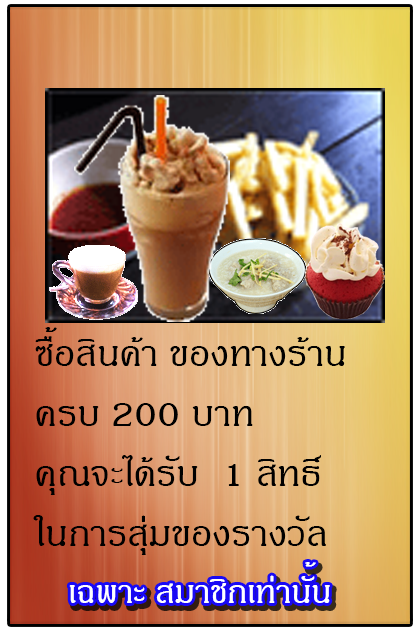 ซื้อสินค้า ของทางร้าน
ครบ 200 บาท
คุณจะได้รับ 1 สิทธิ์
ในการสุ่มของรางวัล
เฉพาะ สมาชิกเท่านั้น